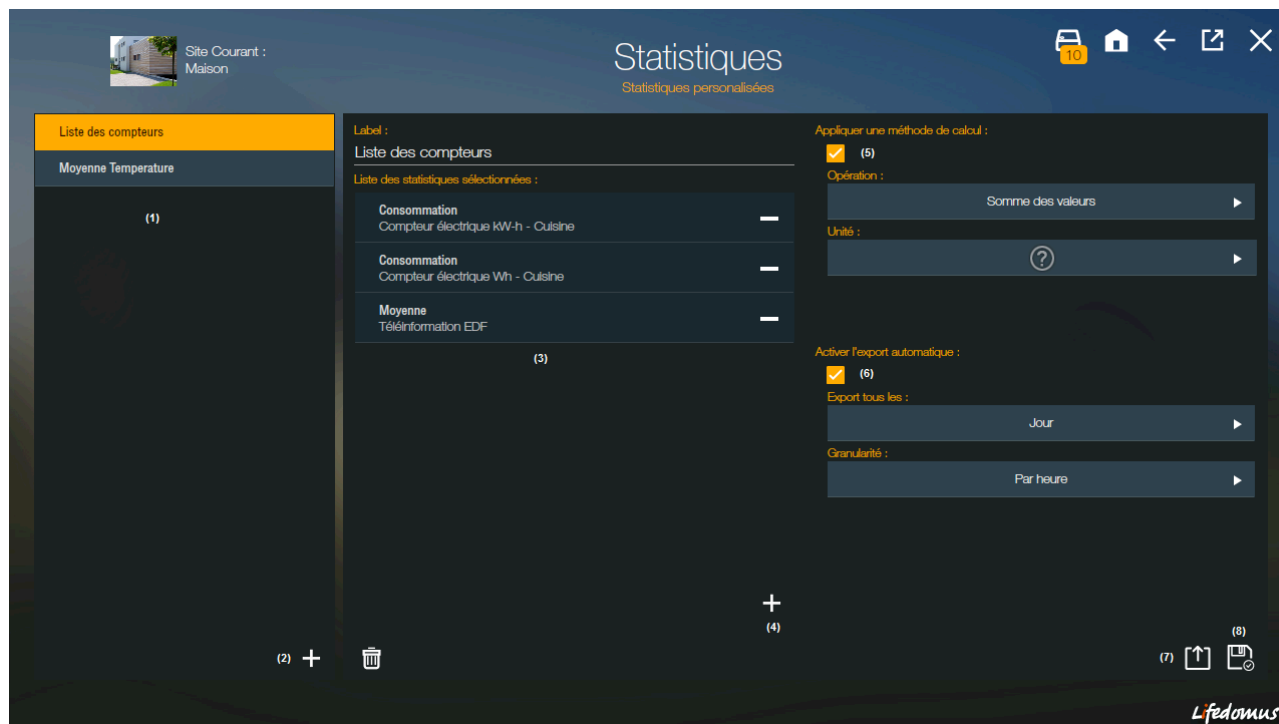 Site Courant :
Maison
Statistiques
Statistiques personalisées
10
Liste des compteurs
Moyenne Temperature
(1)
(2)
Label :
Liste des compteurs
Liste des statistiques sélectionnées :
Consommation
Compteur électrique kW-h - Cuisine
Consommation
Compteur électrique Wh - Cuisine
Moyenne
Téléinformation EDF
(3)
(4)
Appliquer une méthode de calcul :
(5)
Opération :
Somme des valeurs
Unité :
?
Activer l'export automatique :
(6)
Export tous les :
Jour
Granularité :
Par heure
(7)
(8)
Lifedomus